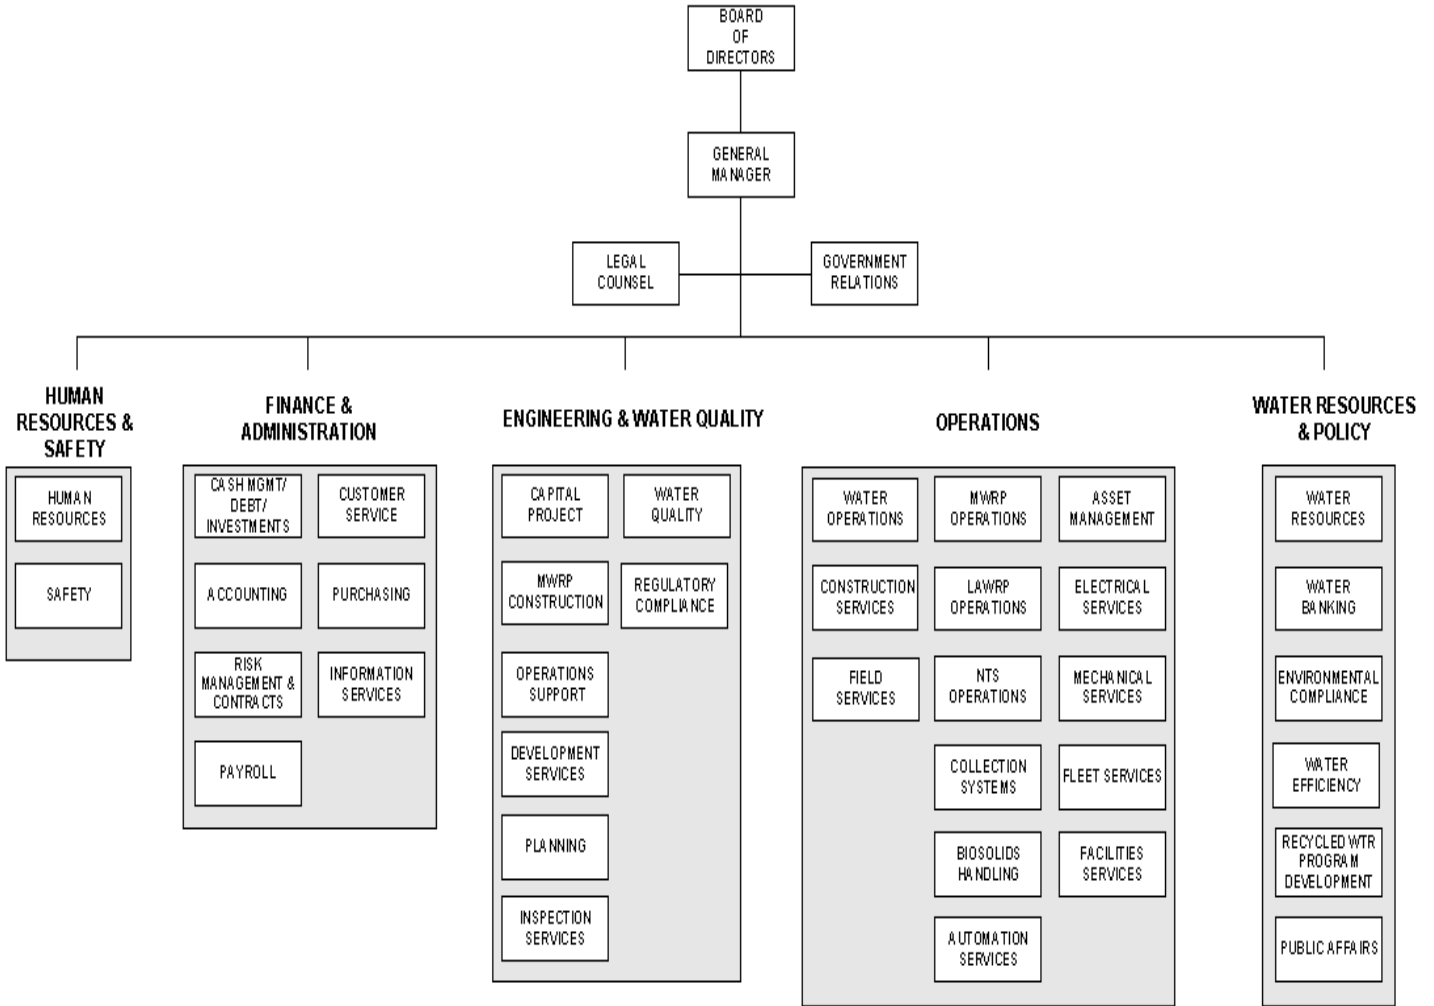 BOARD
OF
DIRECTORS
GENERAL
MANAGER
LEGAL
COUNSEL
GOVERNMENT
RELATIONS
HUMAN
RESOURCES &
SAFETY
HUMAN
RESOURCES
SAFETY
FINANCE &
ADMINISTRATION
CASH MGMT/
DEBT/
INVESTMENTS
CUSTOMER
SERVICE
ACCOUNTING
PURCHASING
RISK
MANAGEMENT &
CONTRACTS
INFORMATION
SERVICES
PAYROLL
ENGINEERING & WATER QUALITY
CAPITAL
PROJECT
WATER
QUALITY
MWRP
CONSTRUCTION
REGULATORY
COMPLIANCE
OPERATIONS
SUPPORT
DEVELOPMENT
SERVICES
PLANNING
INSPECTION
SERVICES
OPERATIONS
WATER
OPERATIONS
MWRP
OPERATIONS
ASSET
MANAGEMENT
CONSTRUCTION
SERVICES
LAWRP
OPERATIONS
ELECTRICAL
SERVICES
FIELD
SERVICES
NTS
OPERATIONS
MECHANICAL
SERVICES
COLLECTION
SYSTEMS
FLEET SERVICES
BIOSOLIDS
HANDLING
FACILITIES
SERVICES
AUTOMATION
SERVICES
WATER RESOURCES
& POLICY
WATER
RESOURCES
WATER
BANKING
ENVIRONMENTAL
COMPLIANCE
WATER
EFFICIENCY
RECYCLED WTR
PROGRAM
DEVELOPMENT
PUBLIC AFFAIRS